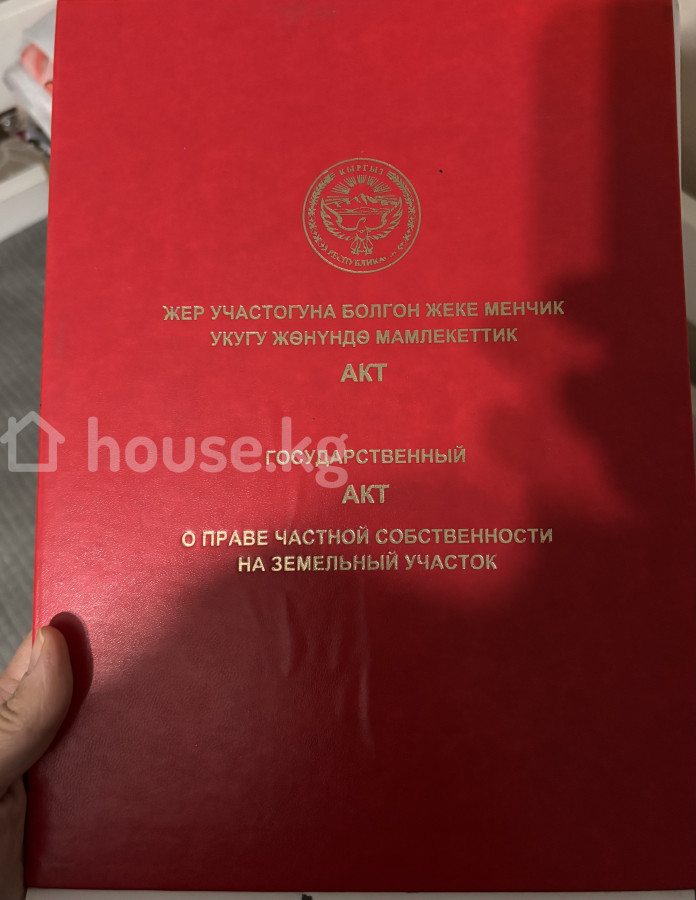 КЫРГЫЗ
РЕСПУБЛИКАСЫ
ЖЕР УЧАСТОГУНА БОЛГОН ЖЕКЕ МЕНЧИК
УКУГУ ЖӨНҮНДӨ МАМЛЕКЕТТИК
АКТ
house.kg
ГОСУДАРСТВЕННЫЙ
АКТ
О ПРАВЕ ЧАСТНОЙ СОБСТВЕННОСТИ
НА ЗЕМЕЛЬНЫЙ УЧАСТОК